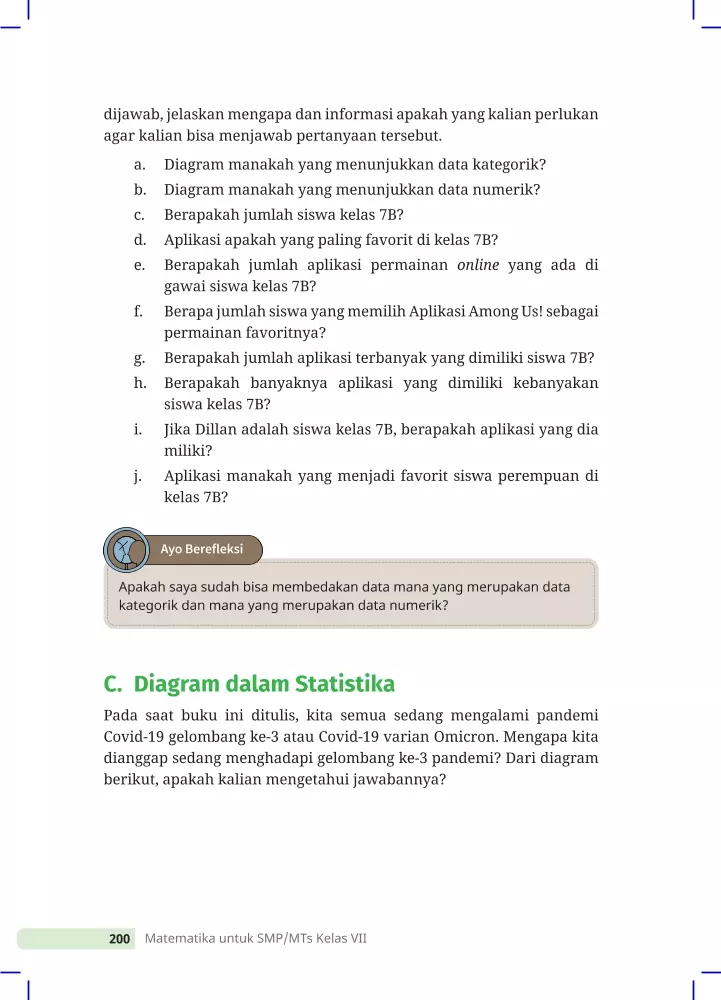 dijawab, jelaskan mengapa dan informasi apakah yang kalian perlukan
agar kalian bisa menjawab pertanyaan tersebut.
a. Diagram manakah yang menunjukkan data kategorik?
b. Diagram manakah yang menunjukkan data numerik?
c. Berapakah jumlah siswa kelas 7B?
d. Aplikasi apakah yang paling favorit di kelas 7B?
e. Berapakah jumlah aplikasi permainan online yang ada di
gawai siswa kelas 7B?
f. Berapa jumlah siswa yang memilih Aplikasi Among Us! sebagai
permainan favoritnya?
g. Berapakah jumlah aplikasi terbanyak yang dimiliki siswa 7B?
h. Berapakah banyaknya aplikasi yang dimiliki kebanyakan
siswa kelas 7B?
i. Jika Dillan adalah siswa kelas 7B, berapakah aplikasi yang dia
miliki?
j. Aplikasi manakah yang menjadi favorit siswa perempuan di
kelas 7B?
Ayo Berefleksi
Apakah saya sudah bisa membedakan data mana yang merupakan data
kategorik dan mana yang merupakan data numerik?
C. Diagram dalam Statistika
Pada saat buku ini ditulis, kita semua sedang mengalami pandemi
Covid-19 gelombang ke-3 atau Covid-19 varian Omicron. Mengapa kita
dianggap sedang menghadapi gelombang ke-3 pandemi? Dari diagram
berikut, apakah kalian mengetahui jawabannya?
200 Matematika untuk SMP/MTs Kelas VII